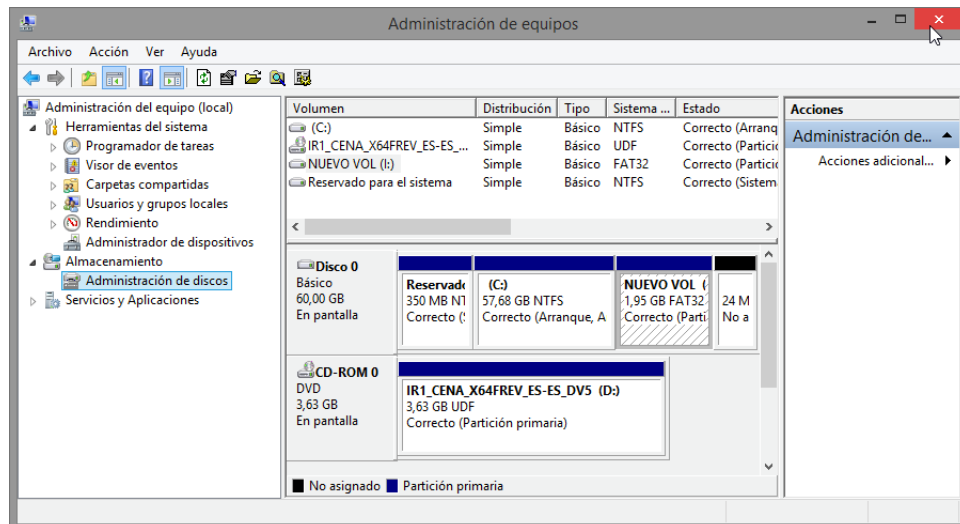 Administración de equipos
Archivo Acción Ver Ayuda
Administración del equipo (local)
Herramientas del sistema
Programador de tareas
Visor de eventos
Carpetas compartidas
Usuarios y grupos locales
Rendimiento
Administrador de dispositivos
Almacenamiento
Administración de discos
Servicios y Aplicaciones
Volumen Distribución Tipo Sistema ... Estado
(C:) Simple Básico NTFS Correcto (Arranq
IR1_CENA_X64FREV_ES-ES_... Simple Básico UDF Correcto (Partició
NUEVO VOL (I:) Simple Básico FAT32 Correcto (Partició
Reservado para el sistema Simple Básico NTFS Correcto (Sistem
Disco 0
Básico
60,00 GB
En pantalla
Reservado
350 MB NT
Correcto (S
(C:)
57,68 GB NTFS
Correcto (Arranque, A
NUEVO VOL (
1,95 GB FAT32
Correcto (Parti
24 M
No a
CD-ROM 0
DVD
3,63 GB
En pantalla
IR1_CENA_X64FREV_ES-ES_DV5 (D:)
3,63 GB UDF
Correcto (Partición primaria)
No asignado Partición primaria
Acciones
Administración de...
Acciones adicional...